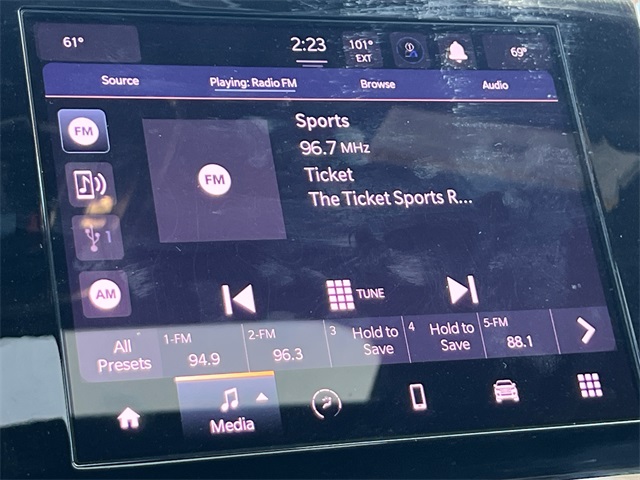 61°
2:23
101°
EXT
69°
Source
Playing: Radio FM
Browse
Audio
FM
Sports
96.7 MHz
FM
Ticket
The Ticket Sports R...
1
AM
TUNE
All Presets
1-FM
94.9
2-FM
96.3
3
Hold to
Save
4
Hold to
Save
5-FM
88.1
Media